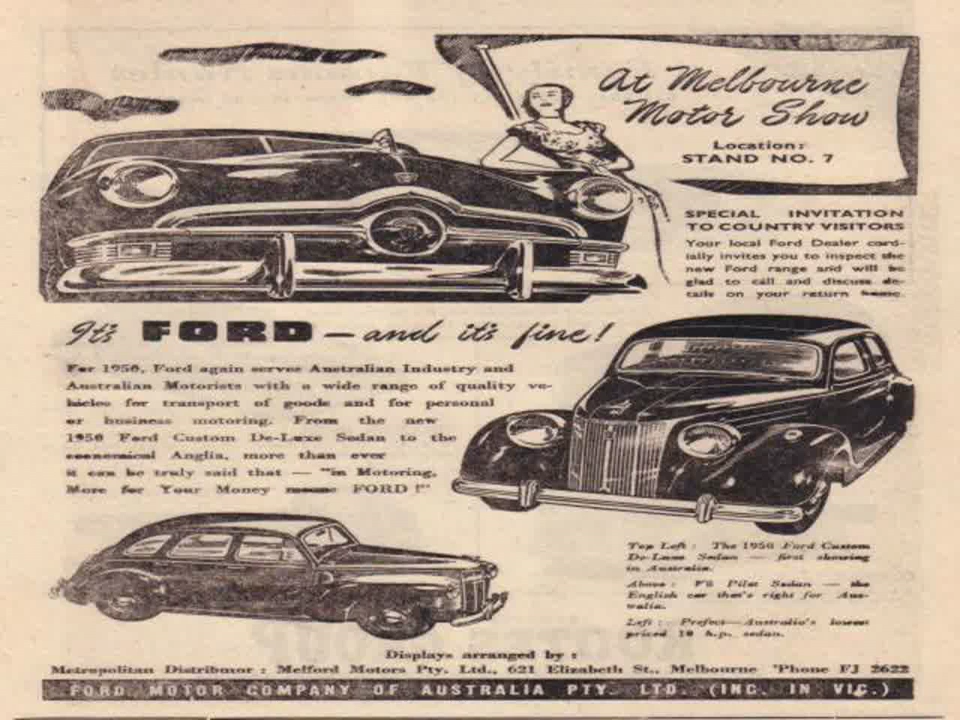 At Melbourne
Motor Show
Location:
STAND NO. 7
SPECIAL INVITATION
TO COUNTRY VISITORS
Your local Ford Dealer cord-
ially invites you to inspect the
new Ford range and will be
glad to call and discuss de-
tails on your return home.
It's FORD — and it's fine!
For 1950, Ford again serves Australian Industry and
Australian Motorists with a wide range of quality ve-
hicles for transport of goods and for personal
or business motoring. From the new
1950 Ford Custom De-Luxe Sedan to the
economical Anglia, more than ever
it can be truly said that — "in Motoring,
More for Your Money means FORD!"
Top Left: The 1950 Ford Custom
De-Luxe Sedan — first showing
in Australia.
Above: V8 Pilot Sedan — the
English car that's right for Aus-
tralia.
Left: Prefect—Australia's lowest
priced 10 h.p. sedan.
Displays arranged by:
Metropolitan Distributor: Melford Motors Pty. Ltd., 621 Elizabeth St., Melbourne 'Phone FJ 2622
FORD MOTOR COMPANY OF AUSTRALIA PTY. LTD. (INC. IN VIC.)